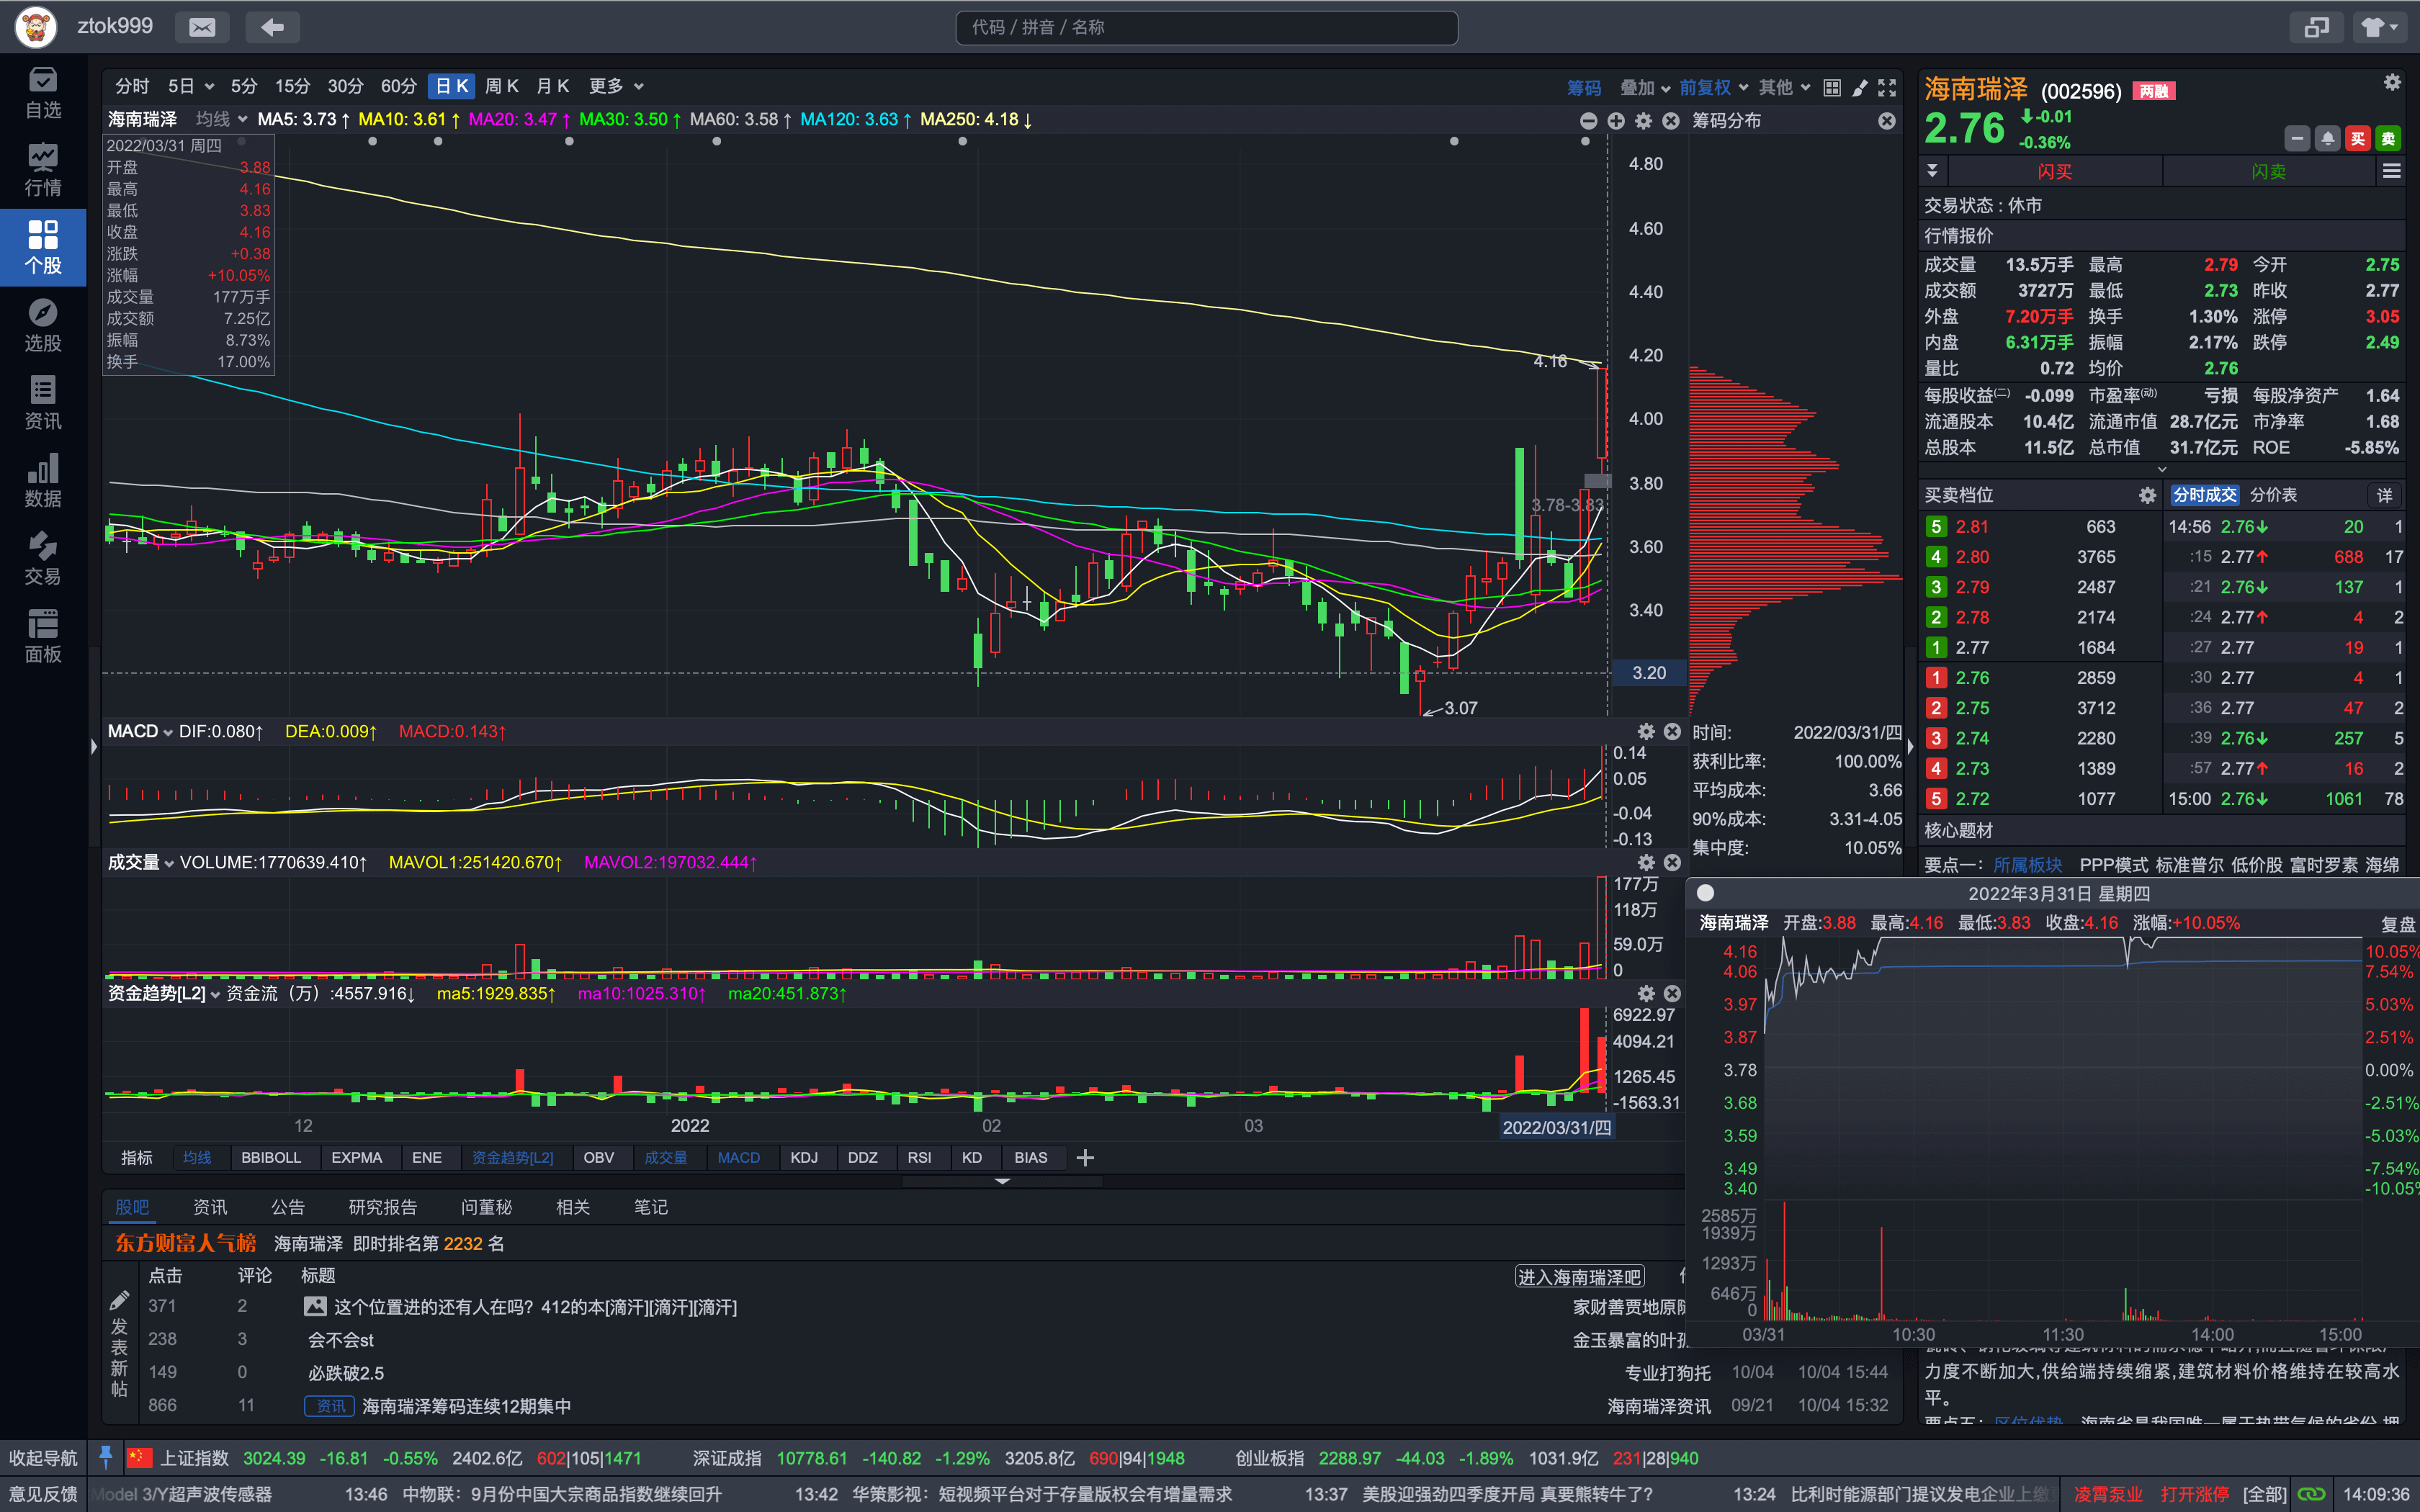 ztok999
代码 / 拼音 / 名称
自选
行情
个股
选股
资讯
数据
交易
面板
分时 5日 5分 15分 30分 60分 日K 周K 月K 更多
筹码 叠加 前复权 其他
海南瑞泽 均线 MA5: 3.73↑ MA10: 3.61↑ MA20: 3.47↑ MA30: 3.50↑ MA60: 3.58↑ MA120: 3.63↑ MA250: 4.18↓
筹码分布
2022/03/31 周四
开盘 3.88
最高 4.16
最低 3.83
收盘 4.16
涨跌 +0.38
涨幅 +10.05%
成交量 177万手
成交额 7.25亿
振幅 8.73%
换手 17.00%
4.80
4.60
4.40
4.20
4.00
3.80
3.60
3.40
3.20
4.16
3.78-3.83
3.07
MACD DIF:0.080↑ DEA:0.009↑ MACD:0.143↑
0.14
0.05
-0.04
-0.13
时间: 2022/03/31/四
获利比率: 100.00%
平均成本: 3.66
90%成本: 3.31-4.05
集中度: 10.05%
成交量 VOLUME:1770639.410↑ MAVOL1:251420.670↑ MAVOL2:197032.444↑
177万
118万
59.0万
0
资金趋势[L2] 资金流（万）:4557.916↓ ma5:1929.835↑ ma10:1025.310↑ ma20:451.873↑
6922.97
4094.21
1265.45
-1563.31
12 2022 02 03 2022/03/31/四
指标 均线 BBIBOLL EXPMA ENE 资金趋势[L2] OBV 成交量 MACD KDJ DDZ RSI KD BIAS
股吧 资讯 公告 研究报告 问董秘 相关 笔记
东方财富人气榜 海南瑞泽 即时排名第 2232 名
点击 评论 标题 进入海南瑞泽吧
发表新帖
371 2 这个位置进的还有人在吗？412的本[滴汗][滴汗][滴汗] 家财善贾地原
238 3 会不会st 金玉暴富的叶
149 0 必跌破2.5 专业打狗托 10/04 10/04 15:44
866 11 资讯 海南瑞泽筹码连续12期集中 海南瑞泽资讯 09/21 10/04 15:32
海南瑞泽 (002596) 两融
2.76 -0.01
-0.36%
买 卖
闪买 闪卖
交易状态 : 休市
行情报价
成交量 13.5万手 最高 2.79 今开 2.75
成交额 3727万 最低 2.73 昨收 2.77
外盘 7.20万手 换手 1.30% 涨停 3.05
内盘 6.31万手 振幅 2.17% 跌停 2.49
量比 0.72 均价 2.76
每股收益(二) -0.099 市盈率(动) 亏损 每股净资产 1.64
流通股本 10.4亿 流通市值 28.7亿元 市净率 1.68
总股本 11.5亿 总市值 31.7亿元 ROE -5.85%
买卖档位 分时成交 分价表 详
5 2.81 663 14:56 2.76↓ 20 1
4 2.80 3765 :15 2.77↑ 688 17
3 2.79 2487 :21 2.76↓ 137 1
2 2.78 2174 :24 2.77↑ 4 2
1 2.77 1684 :27 2.77 19 1
1 2.76 2859 :30 2.77 4 1
2 2.75 3712 :36 2.77 47 2
3 2.74 2280 :39 2.76↓ 257 5
4 2.73 1389 :57 2.77↑ 16 2
5 2.72 1077 15:00 2.76↓ 1061 78
核心题材
要点一: 所属板块 PPP模式 标准普尔 低价股 富时罗素 海绵
2022年3月31日 星期四
海南瑞泽 开盘:3.88 最高:4.16 最低:3.83 收盘:4.16 涨幅:+10.05% 复盘
4.16 10.05%
4.06 7.54%
3.97 5.03%
3.87 2.51%
3.78 0.00%
3.68 -2.51%
3.59 -5.03%
3.49 -7.54%
3.40 -10.05%
2585万
1939万
1293万
646万
0
03/31 10:30 11:30 14:00 15:00
力度不断加大,供给端持续缩紧,建筑材料价格维持在较高水
平。
要点五: 区位优势 海南省是我国唯一属于热带气候的省份,拥
收起导航 上证指数 3024.39 -16.81 -0.55% 2402.6亿 602|105|1471 深证成指 10778.61 -140.82 -1.29% 3205.8亿 690|94|1948 创业板指 2288.97 -44.03 -1.89% 1031.9亿 231|28|940
意见反馈 Model 3/Y超声波传感器 13:46 中物联：9月份中国大宗商品指数继续回升 13:42 华策影视：短视频平台对于存量版权会有增量需求 13:37 美股迎强劲四季度开局 真要熊转牛了？ 13:24 比利时能源部门提议发电企业上缴 凌霄泵业 打开涨停 [全部] 14:09:36